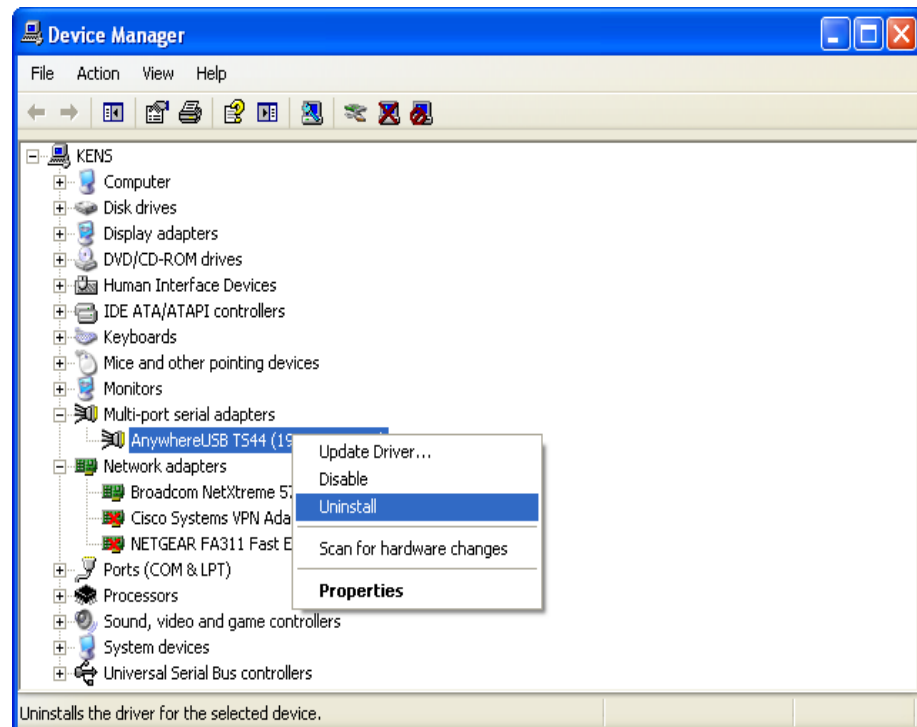 Device Manager
File Action View Help
KENS
Computer
Disk drives
Display adapters
DVD/CD-ROM drives
Human Interface Devices
IDE ATA/ATAPI controllers
Keyboards
Mice and other pointing devices
Monitors
Multi-port serial adapters
AnywhereUSB TS44 (19
Network adapters
Broadcom NetXtreme 57
Cisco Systems VPN Ada
NETGEAR FA311 Fast E
Ports (COM & LPT)
Processors
Sound, video and game controllers
System devices
Universal Serial Bus controllers
Update Driver...
Disable
Uninstall
Scan for hardware changes
Properties
Uninstalls the driver for the selected device.